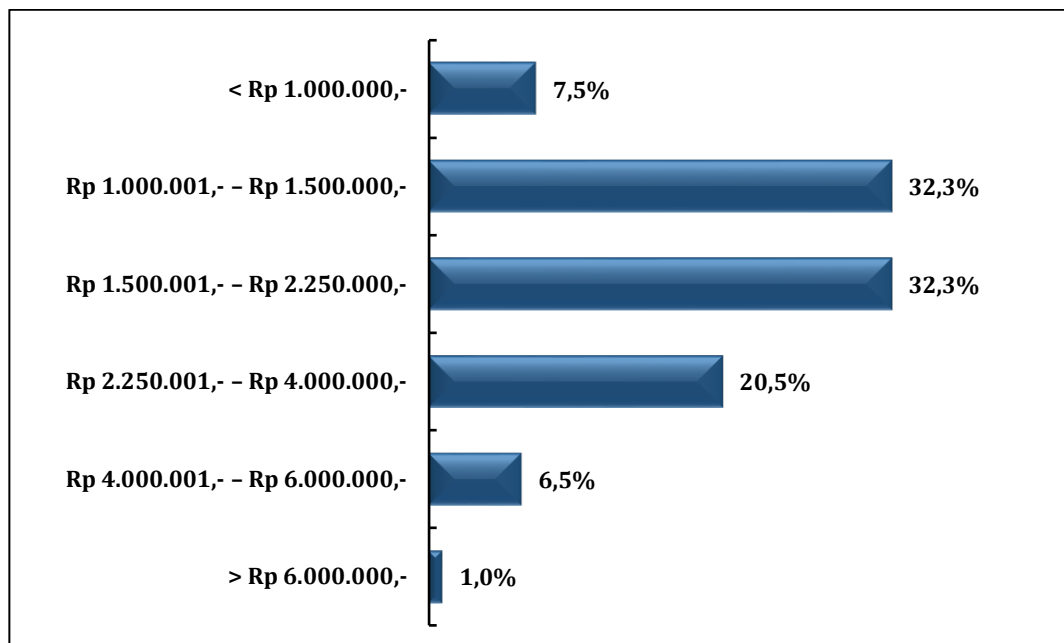 < Rp 1.000.000,- 7,5%
Rp 1.000.001,- – Rp 1.500.000,- 32,3%
Rp 1.500.001,- – Rp 2.250.000,- 32,3%
Rp 2.250.001,- – Rp 4.000.000,- 20,5%
Rp 4.000.001,- – Rp 6.000.000,- 6,5%
> Rp 6.000.000,- 1,0%